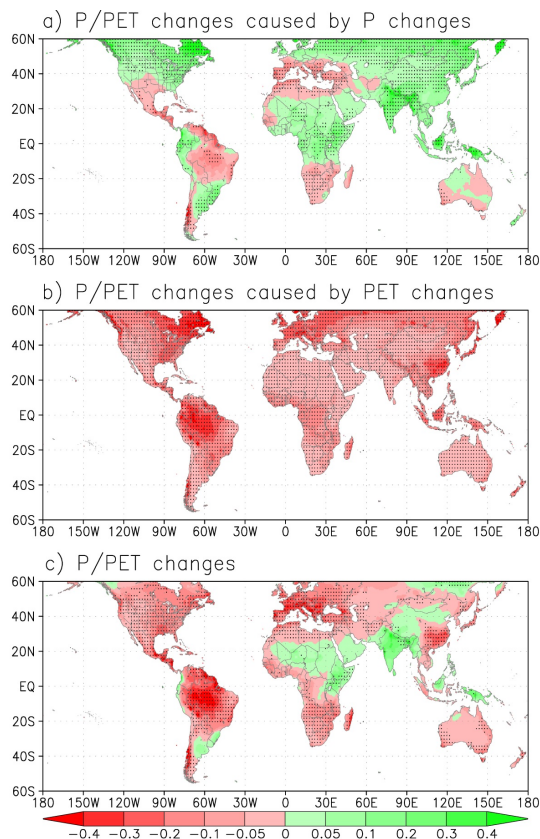 a) P/PET changes caused by P changes
60N
40N
20N
EQ
20S
40S
60S
180 150W 120W 90W 60W 30W 0 30E 60E 90E 120E 150E 180
b) P/PET changes caused by PET changes
60N
40N
20N
EQ
20S
40S
60S
180 150W 120W 90W 60W 30W 0 30E 60E 90E 120E 150E 180
c) P/PET changes
60N
40N
20N
EQ
20S
40S
60S
180 150W 120W 90W 60W 30W 0 30E 60E 90E 120E 150E 180
−0.4 −0.3 −0.2 −0.1 −0.05 0 0.05 0.1 0.2 0.3 0.4